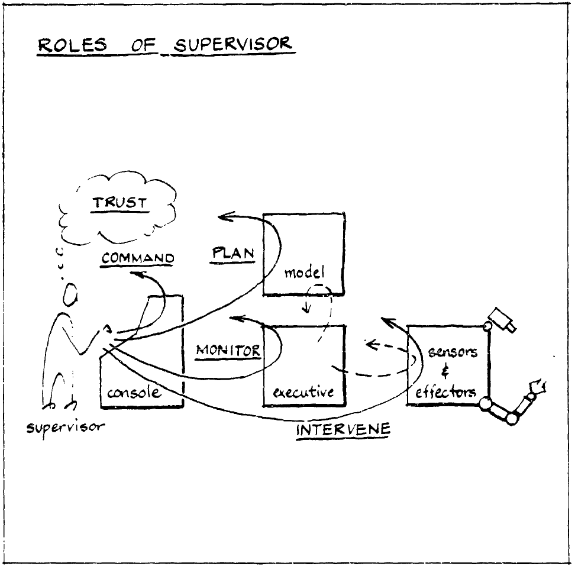 ROLES OF SUPERVISOR
TRUST
COMMAND
PLAN
model
MONITOR
console
executive
sensors
&
effectors
supervisor
INTERVENE